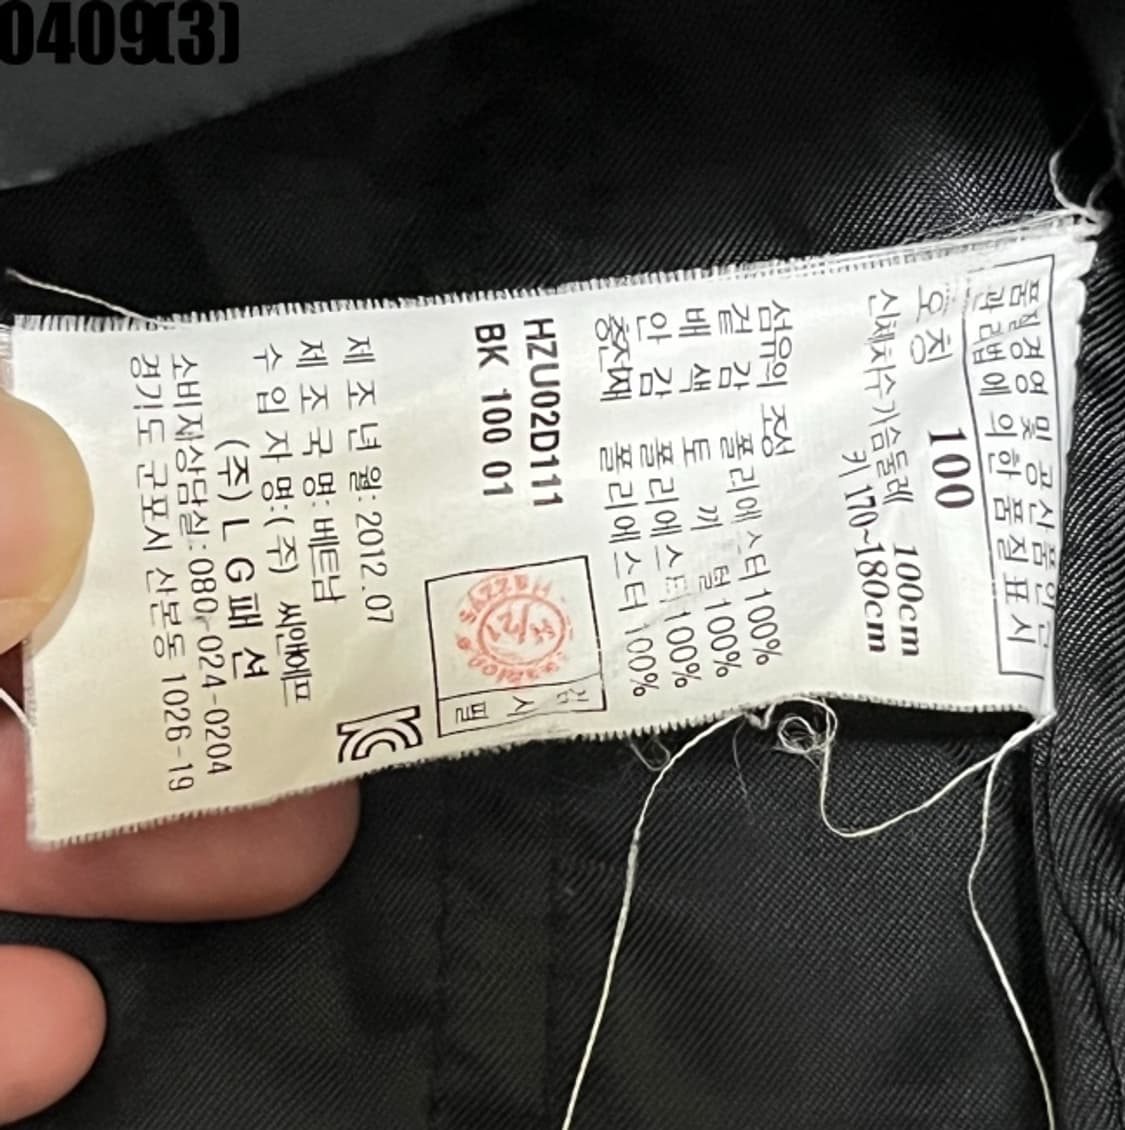 0409(3)
품질경영 및 공산품안전
관리법에 의한 품질표시
호칭 100
신체치수 가슴둘레 100cm
키 170~180cm
섬유의 조성
겉감 폴리에스터 100%
배색 토끼털 100%
안감 폴리에스터 100%
충전재 폴리에스터 100%
HZU02D111
BK 100 01
검사필
HAZZYS
제조년월: 2012.07
제조국명: 베트남
수입자명: (주) 씨앤에프
(주) LG패션
소비자상담실: 080-024-0204
경기도 군포시 산본동 1026-19